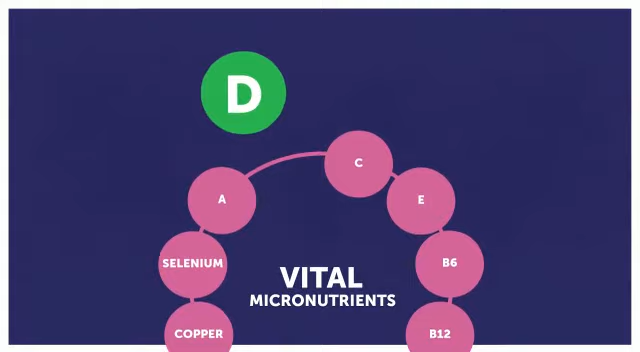 D
C
A
E
SELENIUM
B6
VITAL
MICRONUTRIENTS
COPPER
B12